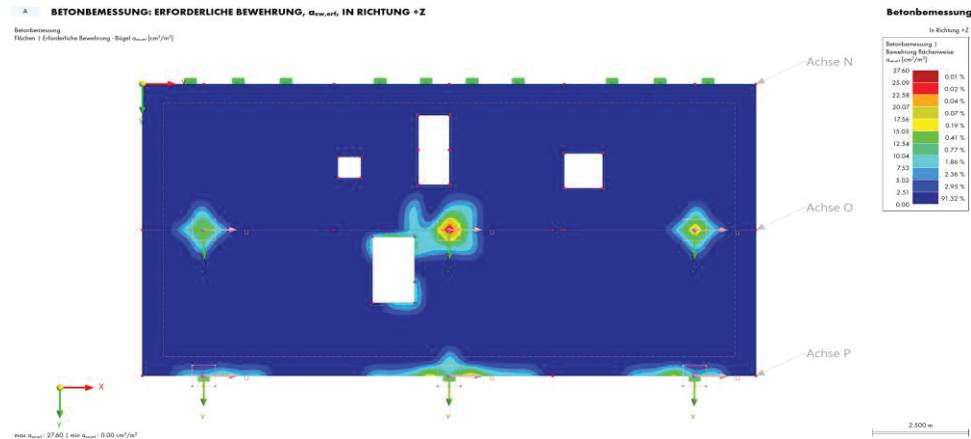 A BETONBEMESSUNG: ERFORDERLICHE BEWEHRUNG, asw,erf, IN RICHTUNG +Z
Betonbemessung
Betonbemessung
Flächen | Erforderliche Bewehrung - Bügel asw,erf [cm²/m²]
In Richtung +Z
Betonbemessung |
Bewehrung flächenweise
asw,erf [cm²/m²]
27.60
25.09
22.58
20.07
17.56
15.05
12.54
10.04
7.53
5.02
2.51
0.00
0.01 %
0.02 %
0.04 %
0.07 %
0.19 %
0.41 %
0.77 %
1.86 %
2.36 %
2.95 %
91.32 %
Achse N
Achse O
Achse P
X
Y
max asw,erf : 27.60 | min asw,erf : 0.00 cm²/m²
2.500 m